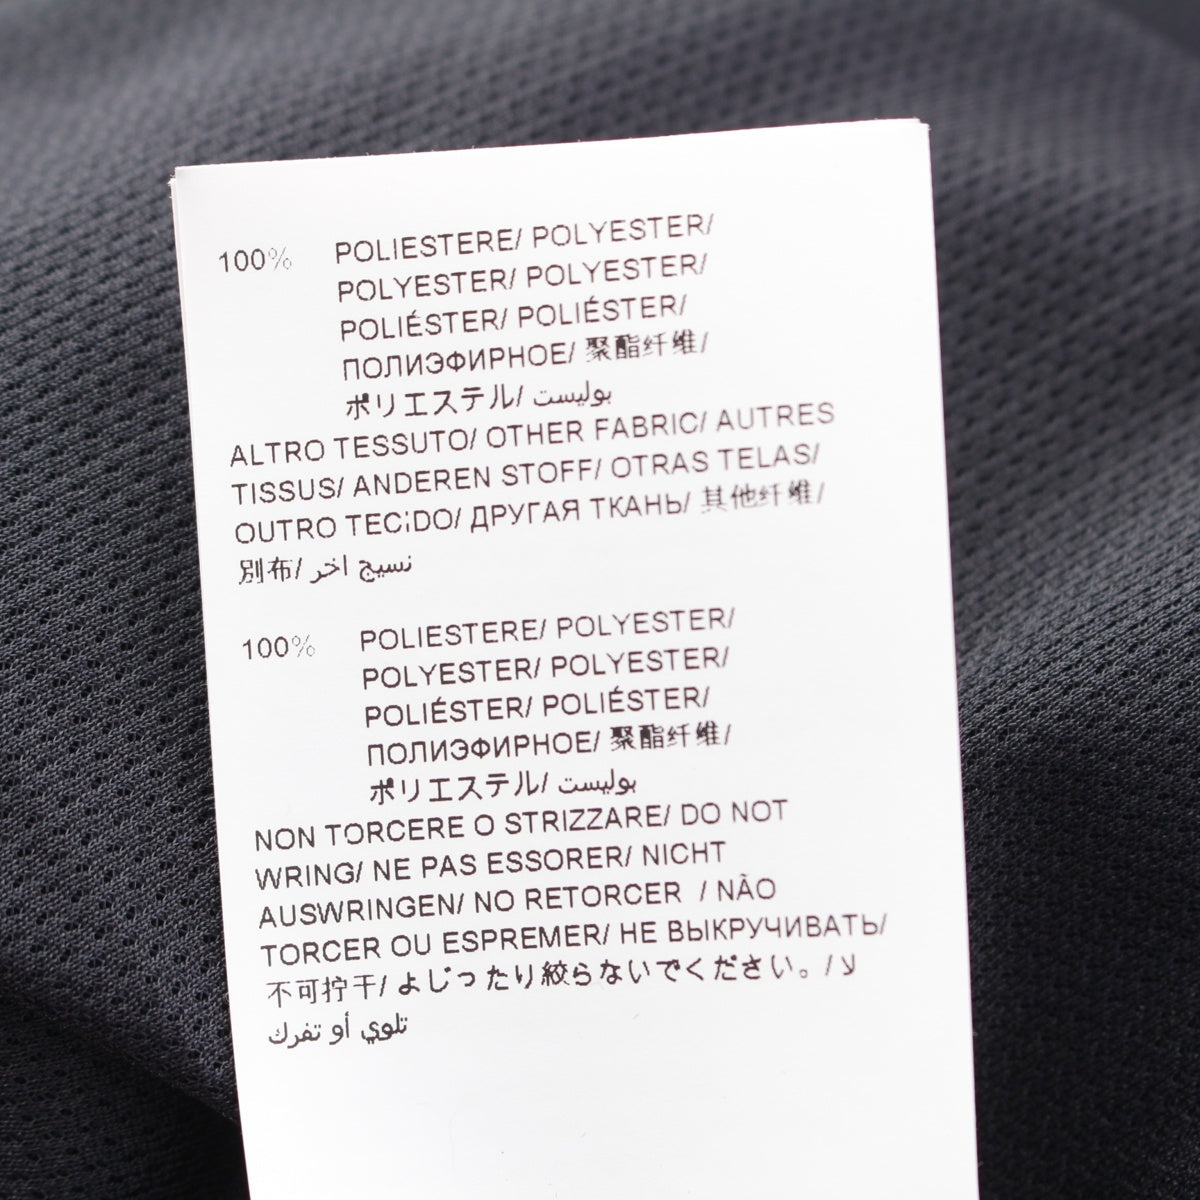 100% POLIESTERE/ POLYESTER/
POLYESTER/ POLYESTER/
POLIÉSTER/ POLIÉSTER/
ПОЛИЭФИРНОЕ/ 聚酯纤维/
ポリエステル/ بوليست
ALTRO TESSUTO/ OTHER FABRIC/ AUTRES
TISSUS/ ANDEREN STOFF/ OTRAS TELAS/
OUTRO TECiDO/ ДРУГАЯ ТКАНЬ/ 其他纤维/
別布/ نسيج اخر
100% POLIESTERE/ POLYESTER/
POLYESTER/ POLYESTER/
POLIÉSTER/ POLIÉSTER/
ПОЛИЭФИРНОЕ/ 聚酯纤维/
ポリエステル/ بوليست
NON TORCERE O STRIZZARE/ DO NOT
WRING/ NE PAS ESSORER/ NICHT
AUSWRINGEN/ NO RETORCER / NÃO
TORCER OU ESPREMER/ НЕ ВЫКРУЧИВАТЬ/
不可拧干/ よじったり絞らないでください。/ لا
تلوي أو تفرك